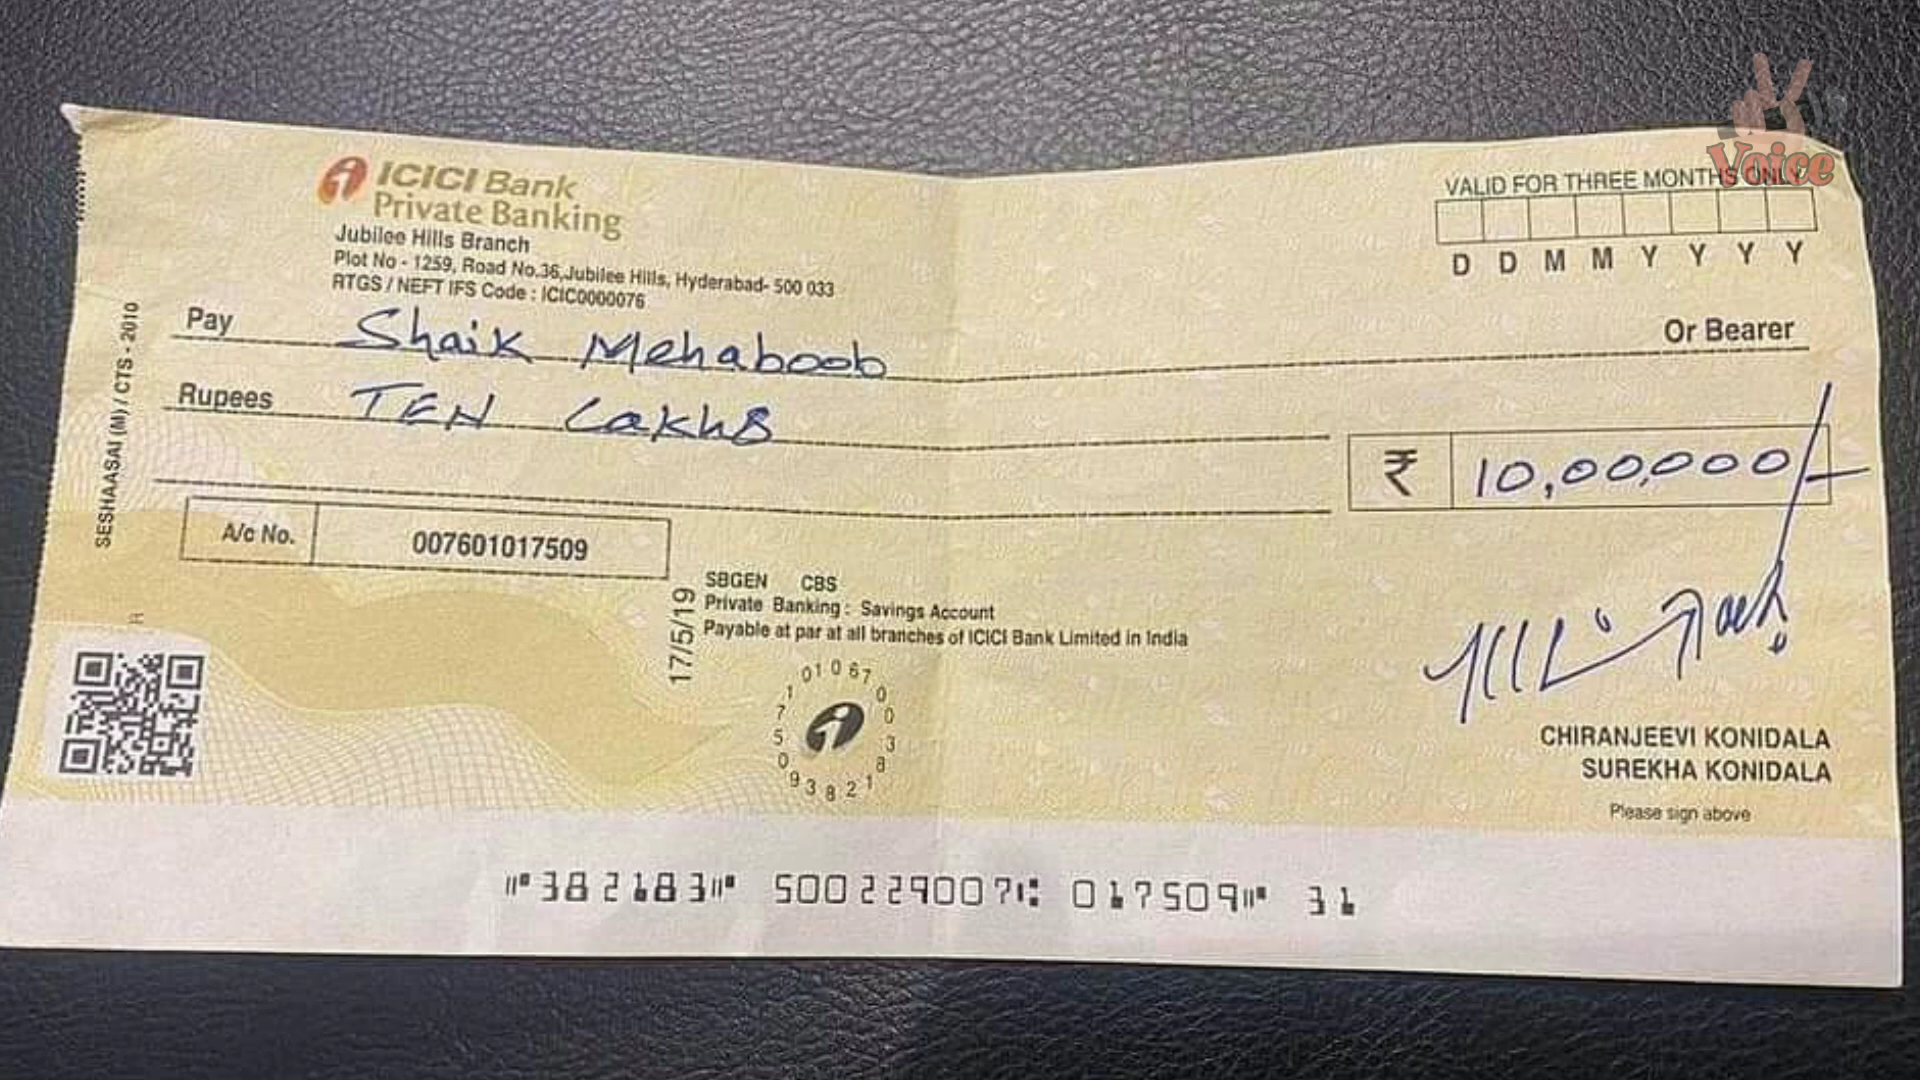 Voice
ICICI Bank
Private Banking
Jubilee Hills Branch
Plot No - 1259, Road No.36,Jubilee Hills, Hyderabad- 500 033
RTGS / NEFT IFS Code : ICIC0000076
VALID FOR THREE MONTHS ONLY
D D M M Y Y Y Y
Pay Shaik Mehaboob Or Bearer
Rupees TEN Lakhs
₹ 10,00,000/-
A/c No. 007601017509
SESHAASAI (M) / CTS - 2010
17/5/19
SBGEN CBS
Private Banking : Savings Account
Payable at par at all branches of ICICI Bank Limited in India
CHIRANJEEVI KONIDALA
SUREKHA KONIDALA
Please sign above
⑈382183⑈ 500229007⑆ 017509⑈ 31